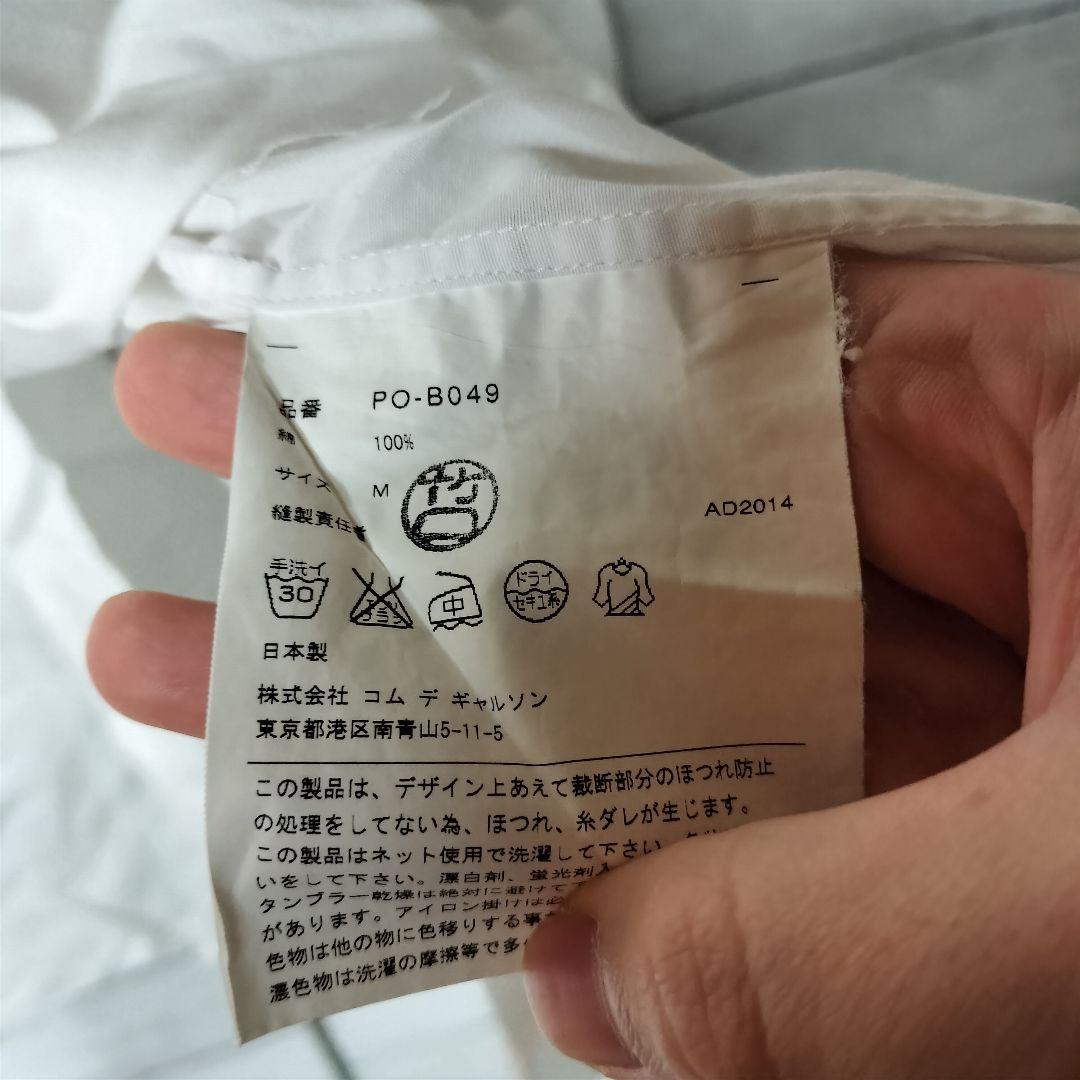 品番 PO-B049
綿 100%
サイズ M
縫製責任者
AD2014
手洗イ
30
中
ドライ
セキユ系
日本製
株式会社 コム デ ギャルソン
東京都港区南青山5-11-5
この製品は、デザイン上あえて裁断部分のほつれ防止
の処理をしてない為、ほつれ、糸ダレが生じます。
この製品はネット使用で洗濯して下さい
いをして下さい。漂白剤、蛍光剤入
タンブラー乾燥は絶対に避けて下
があります。アイロン掛けは必
色物は他の物に色移りする事が
濃色物は洗濯の摩擦等で多